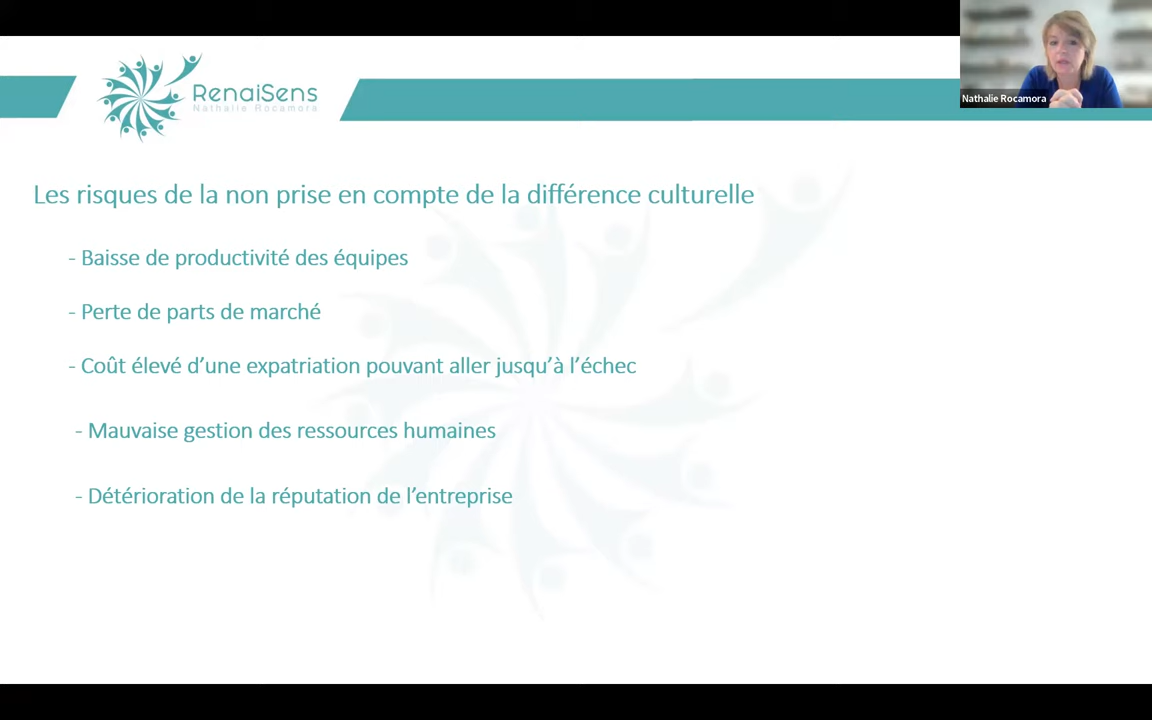 RenaiSens
Nathalie Rocamora
Nathalie Rocamora
Les risques de la non prise en compte de la différence culturelle
- Baisse de productivité des équipes
- Perte de parts de marché
- Coût élevé d’une expatriation pouvant aller jusqu’à l’échec
- Mauvaise gestion des ressources humaines
- Détérioration de la réputation de l’entreprise